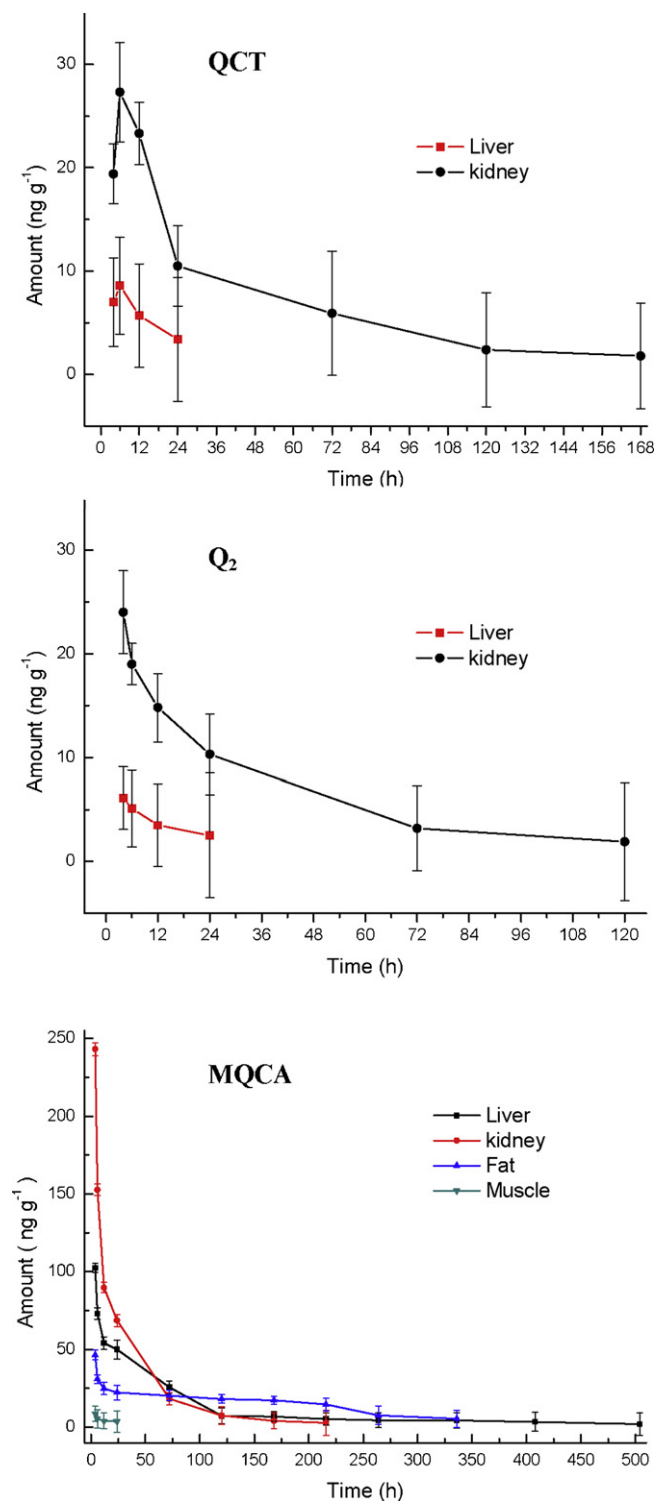 QCT
30
20
10
0
Amount (ng g⁻¹)
Liver
kidney
0 12 24 36 48 60 72 84 96 108 120 132 144 156 168
Time (h)
Q₂
30
20
10
0
Amount (ng g⁻¹)
Liver
kidney
0 12 24 36 48 60 72 84 96 108 120
Time (h)
MQCA
250
200
150
100
50
0
Amount ( ng g⁻¹)
Liver
kidney
Fat
Muscle
0 50 100 150 200 250 300 350 400 450 500
Time (h)